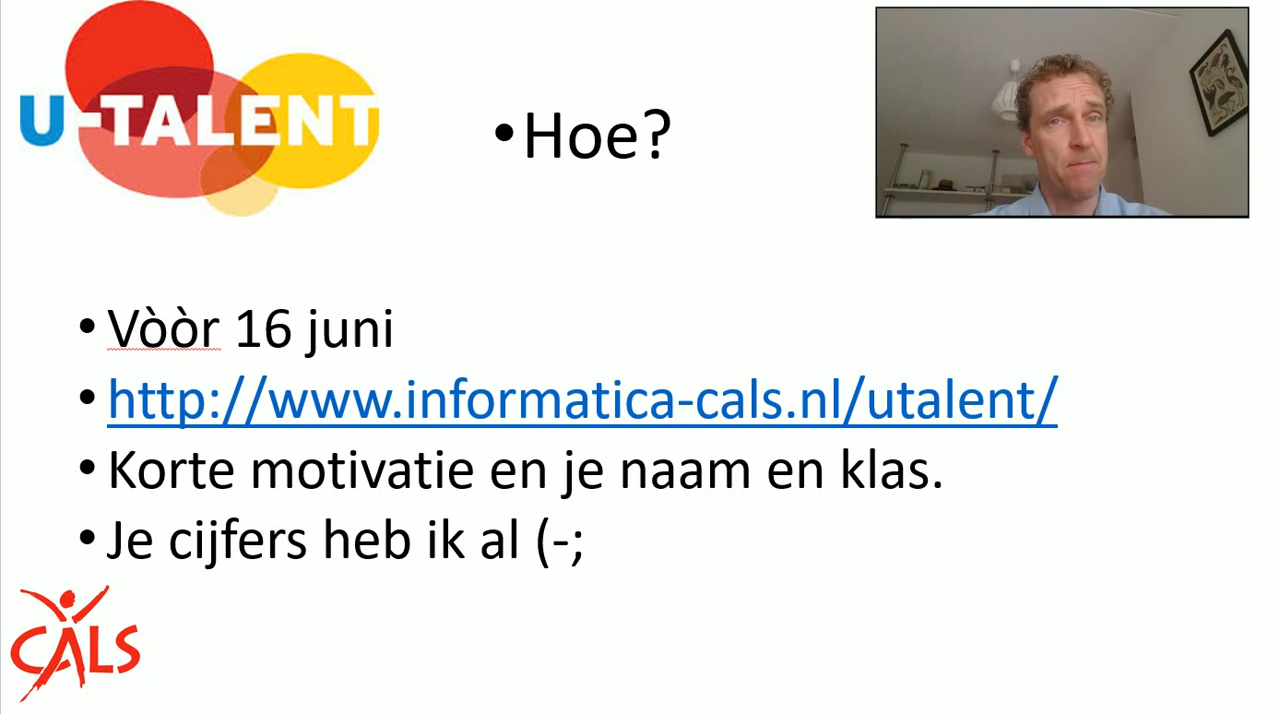 U-TALENT
•Hoe?
• Vòòr 16 juni
• http://www.informatica-cals.nl/utalent/
• Korte motivatie en je naam en klas.
• Je cijfers heb ik al (-;
CALS